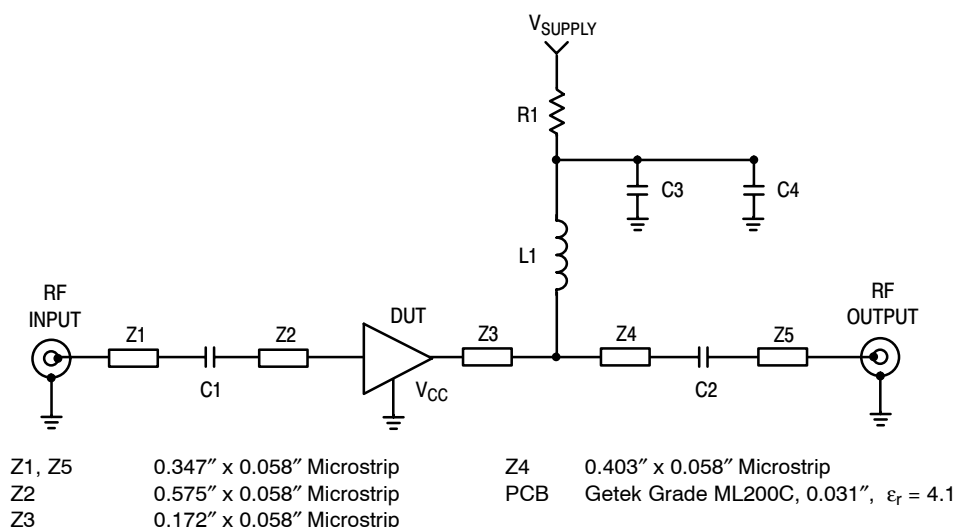 VSUPPLY
R1
C3
C4
L1
RF
INPUT
RF
OUTPUT
Z1
Z2
DUT
Z3
Z4
Z5
C1
VCC
C2
Z1, Z5 0.347″ x 0.058″ Microstrip
Z2 0.575″ x 0.058″ Microstrip
Z3 0.172″ x 0.058″ Microstrip
Z4 0.403″ x 0.058″ Microstrip
PCB Getek Grade ML200C, 0.031″, εr = 4.1